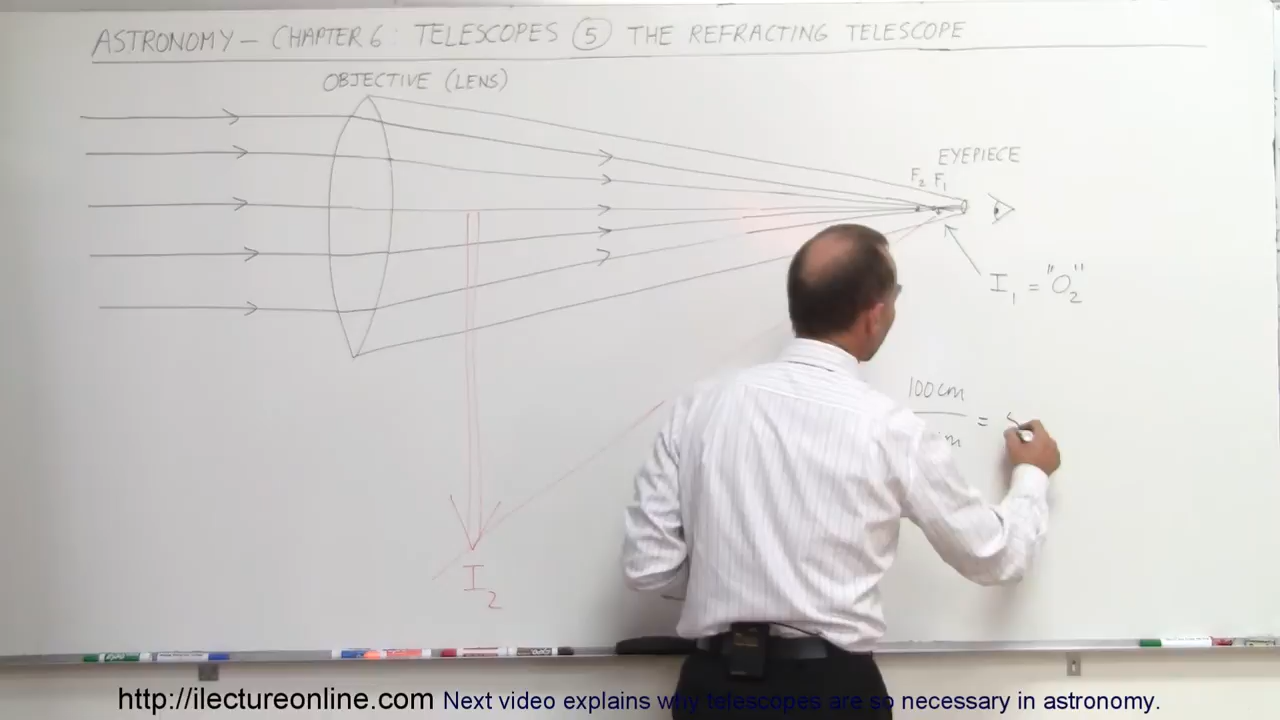 ASTRONOMY – CHAPTER 6: TELESCOPES 5 THE REFRACTING TELESCOPE
OBJECTIVE (LENS)
EYEPIECE
F2 F1
I1 = "O2"
100 cm
=
I2
http://ilectureonline.com Next video explains why telescopes are so necessary in astronomy.